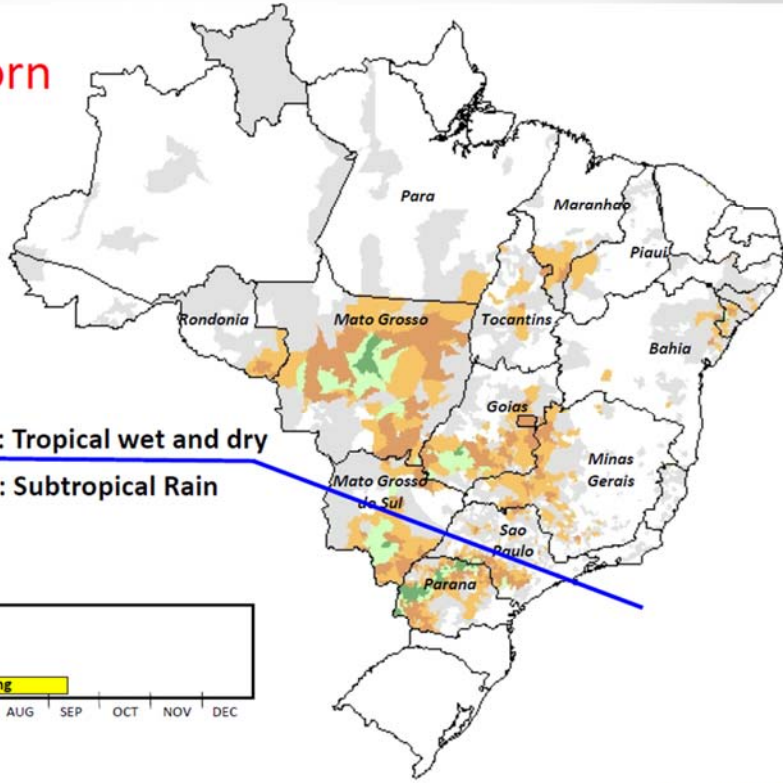 orn
Para
Maranhao
Piaui
Rondonia
Mato Grosso
Tocantins
Bahia
Goias
: Tropical wet and dry
Minas
Gerais
: Subtropical Rain
Mato Grosso
do Sul
Sao
Paulo
Parana
ng
AUG SEP OCT NOV DEC